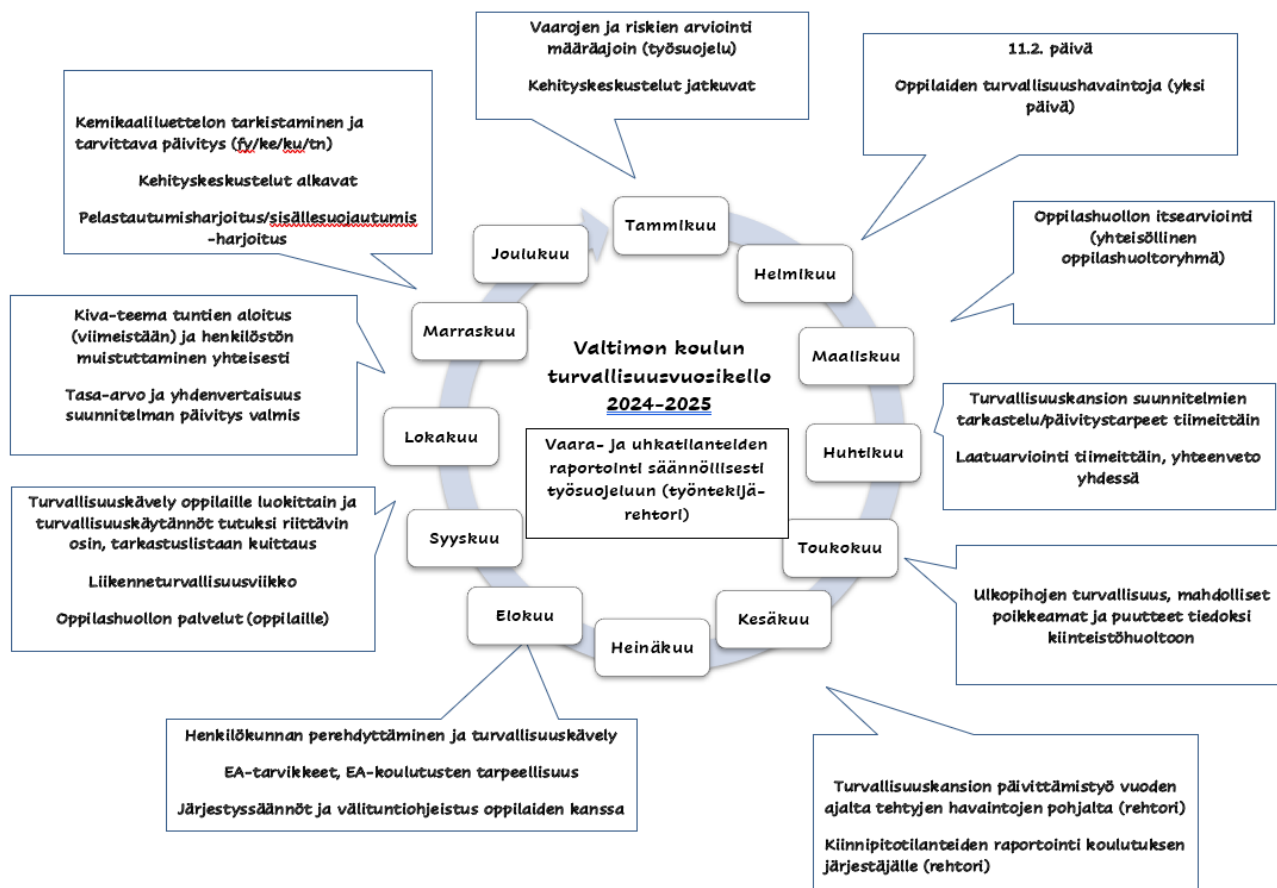 Vaarojen ja riskien arviointi
määräajoin (työsuojelu)
Kehityskeskustelut jatkuvat
11.2. päivä
Oppilaiden turvallisuushavaintoja (yksi
päivä)
Kemikaaliluettelon tarkistaminen ja
tarvittava päivitys (fy/ke/ku/tn)
Kehityskeskustelut alkavat
Pelastautumisharjoitus/sisällesuojautumis
-harjoitus
Oppilashuollon itsearviointi
(yhteisöllinen
oppilashuoltoryhmä)
Tammikuu
Helmikuu
Maaliskuu
Huhtikuu
Toukokuu
Kesäkuu
Heinäkuu
Elokuu
Syyskuu
Lokakuu
Marraskuu
Joulukuu
Valtimon koulun
turvallisuusvuosikello
2024-2025
Vaara- ja uhkatilanteiden
raportointi säännöllisesti
työsuojeluun (työntekijä-
rehtori)
Kiva-teema tuntien aloitus
(viimeistään) ja henkilöstön
muistuttaminen yhteisesti
Tasa-arvo ja yhdenvertaisuus
suunnitelman päivitys valmis
Turvallisuuskansion suunnitelmien
tarkastelu/päivitystarpeet tiimeittäin
Laatuarviointi tiimeittäin, yhteenveto
yhdessä
Turvallisuuskävely oppilaille luokittain ja
turvallisuuskäytännöt tutuksi riittävin
osin, tarkastuslistaan kuittaus
Liikenneturvallisuusviikko
Oppilashuollon palvelut (oppilaille)
Ulkopihojen turvallisuus, mahdolliset
poikkeamat ja puutteet tiedoksi
kiinteistöhuoltoon
Henkilökunnan perehdyttäminen ja turvallisuuskävely
EA-tarvikkeet, EA-koulutusten tarpeellisuus
Järjestyssäännöt ja välituntiohjeistus oppilaiden kanssa
Turvallisuuskansion päivittämistyö vuoden
ajalta tehtyjen havaintojen pohjalta (rehtori)
Kiinnipitotilanteiden raportointi koulutuksen
järjestäjälle (rehtori)